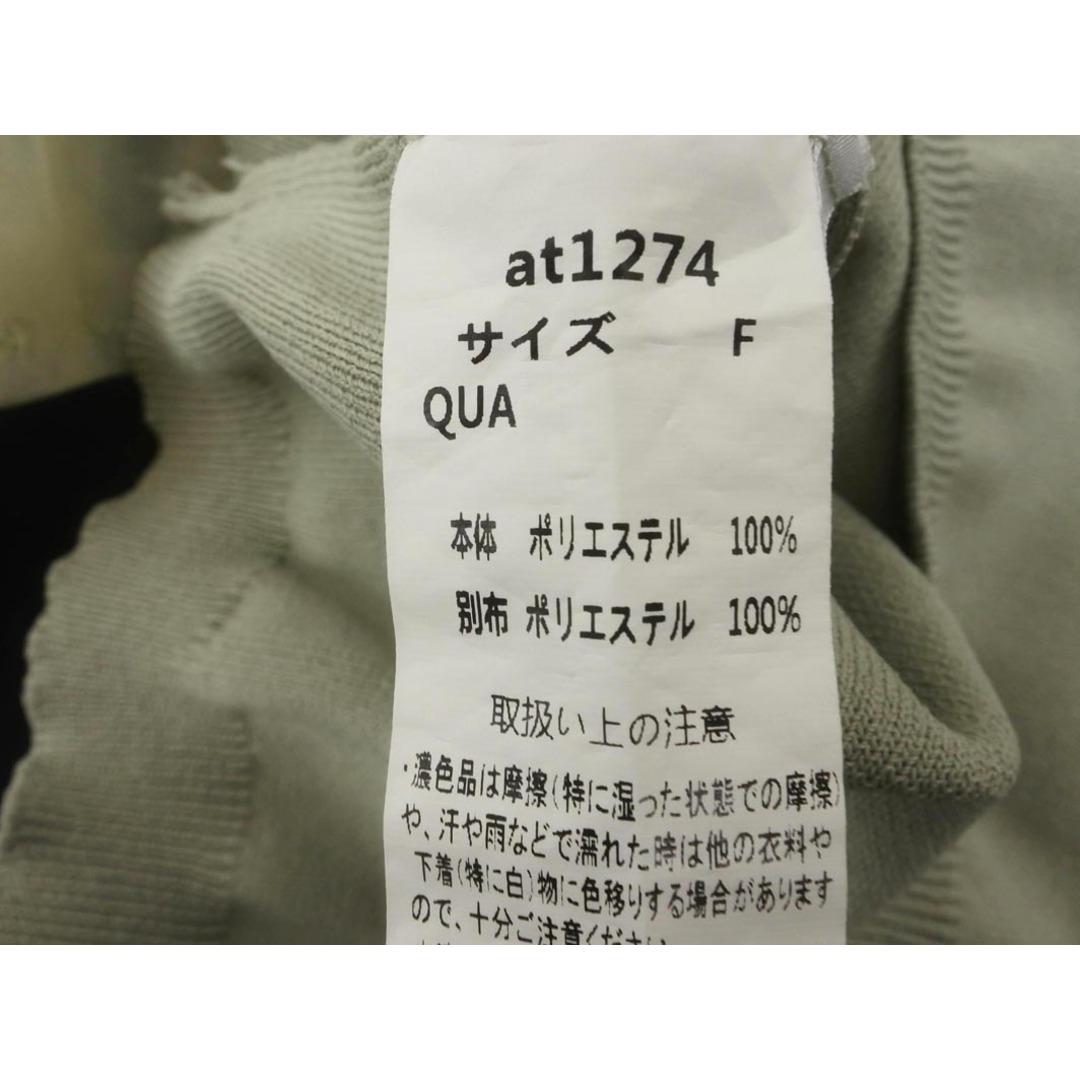 at1274
サイズ F
QUA
本体 ポリエステル 100%
別布 ポリエステル 100%
取扱い上の注意
・濃色品は摩擦(特に湿った状態での摩擦)
や、汗や雨などで濡れた時は他の衣料や
下着(特に白)物に色移りする場合があります
ので、十分ご注意ください